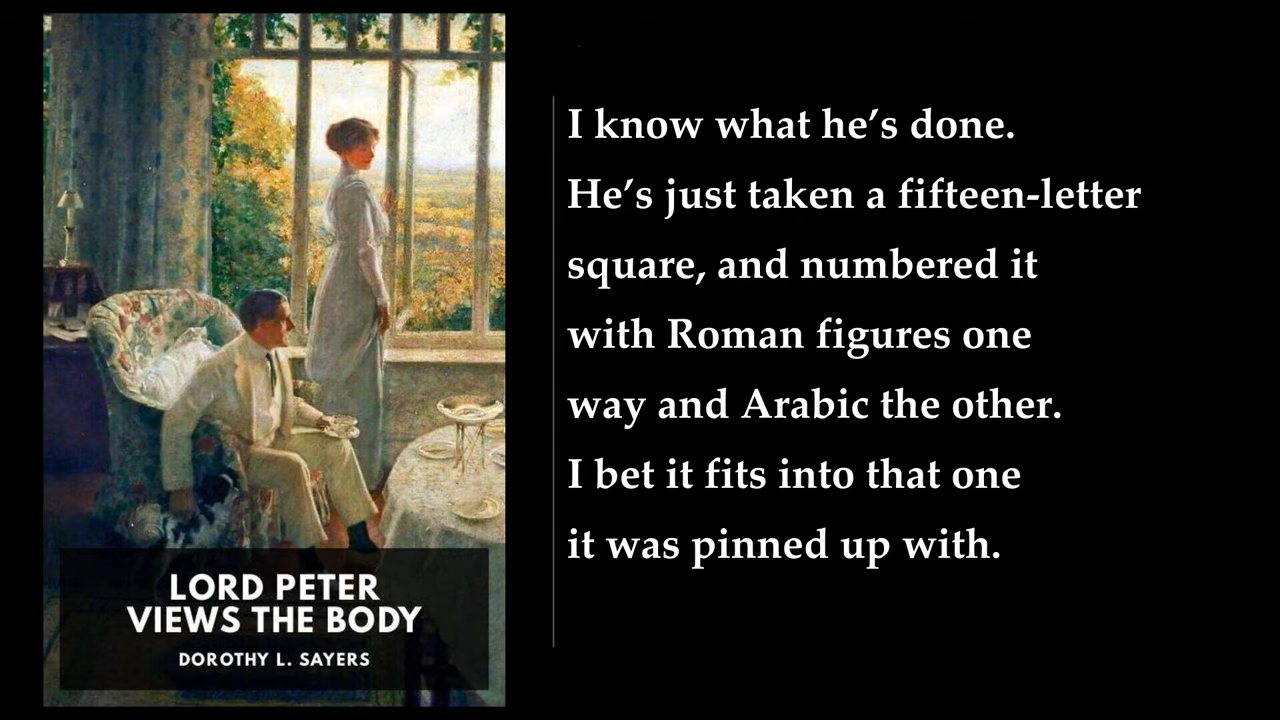 LORD PETER
VIEWS THE BODY
DOROTHY L. SAYERS
I know what he’s done.
He’s just taken a fifteen-letter
square, and numbered it
with Roman figures one
way and Arabic the other.
I bet it fits into that one
it was pinned up with.